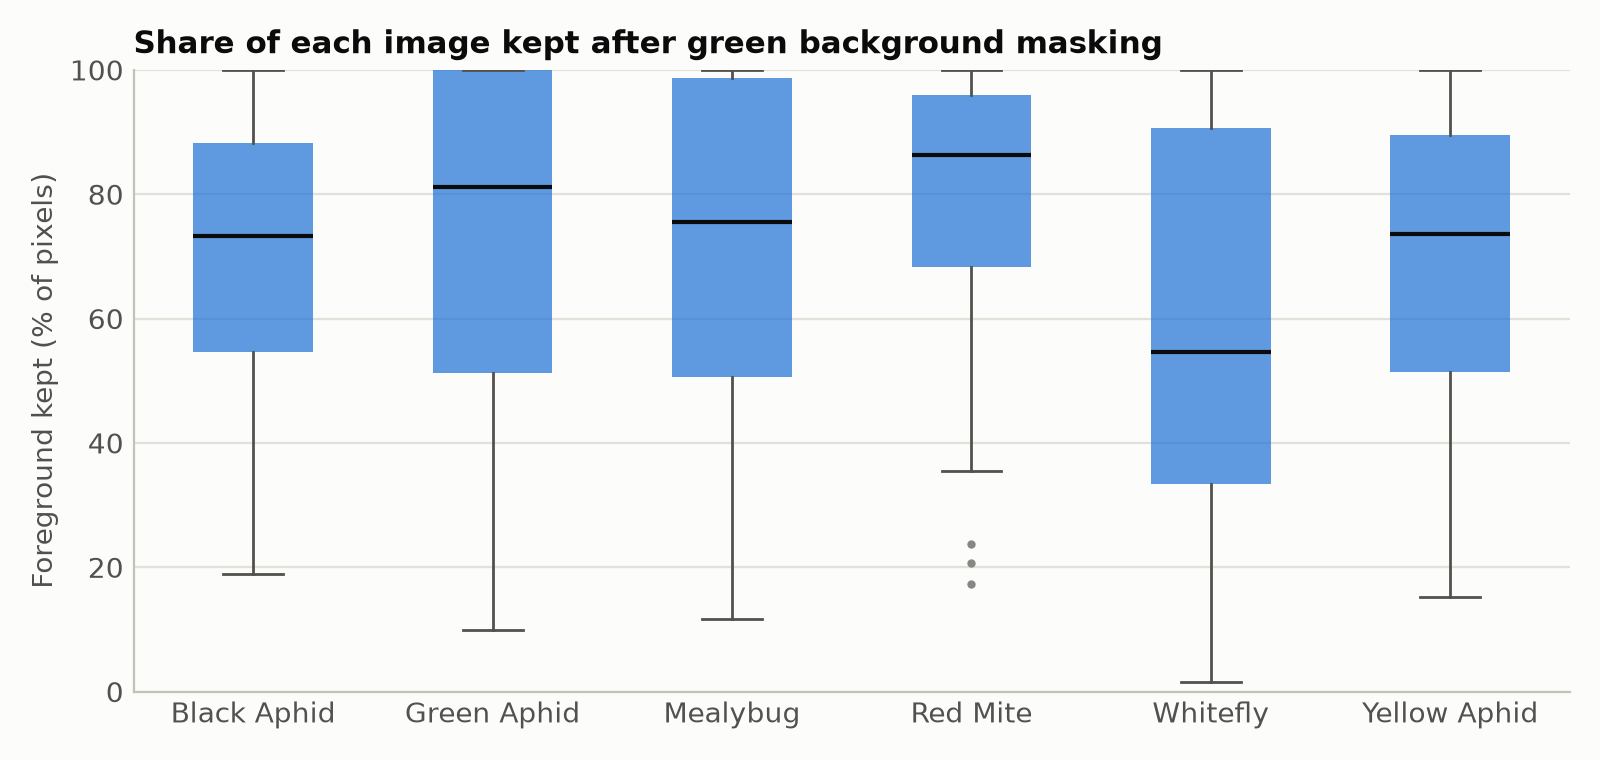 Share of each image kept after green background masking
Foreground kept (% of pixels)
100
80
60
40
20
0
Black Aphid
Green Aphid
Mealybug
Red Mite
Whitefly
Yellow Aphid